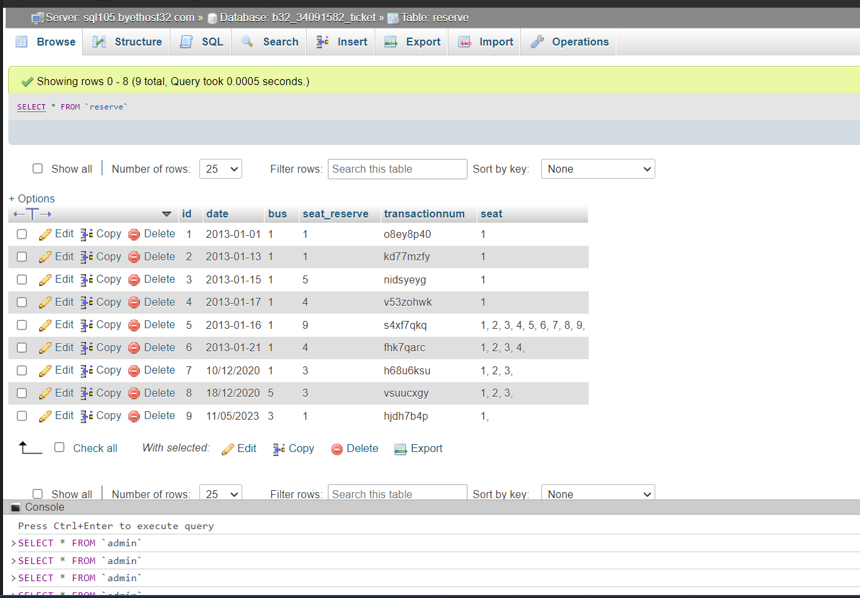 Server: sql105.byethost32.com » Database: b32_34091582_ticket » Table: reserve
Browse Structure SQL Search Insert Export Import Operations
Showing rows 0 - 8 (9 total, Query took 0.0005 seconds.)
SELECT * FROM `reserve`
Show all Number of rows: 25 Filter rows: Search this table Sort by key: None
+ Options
←T→ id date bus seat_reserve transactionnum seat
Edit Copy Delete 1 2013-01-01 1 1 o8ey8p40 1
Edit Copy Delete 2 2013-01-13 1 1 kd77mzfy 1
Edit Copy Delete 3 2013-01-15 1 5 nidsyeyg 1
Edit Copy Delete 4 2013-01-17 1 4 v53zohwk 1
Edit Copy Delete 5 2013-01-16 1 9 s4xf7qkq 1, 2, 3, 4, 5, 6, 7, 8, 9,
Edit Copy Delete 6 2013-01-21 1 4 fhk7qarc 1, 2, 3, 4,
Edit Copy Delete 7 10/12/2020 1 3 h68u6ksu 1, 2, 3,
Edit Copy Delete 8 18/12/2020 5 3 vsuucxgy 1, 2, 3,
Edit Copy Delete 9 11/05/2023 3 1 hjdh7b4p 1,
Check all With selected: Edit Copy Delete Export
Show all Number of rows: 25 Filter rows: Search this table Sort by key: None
Console
Press Ctrl+Enter to execute query
>SELECT * FROM `admin`
>SELECT * FROM `admin`
>SELECT * FROM `admin`
>SELECT * FROM `admin`